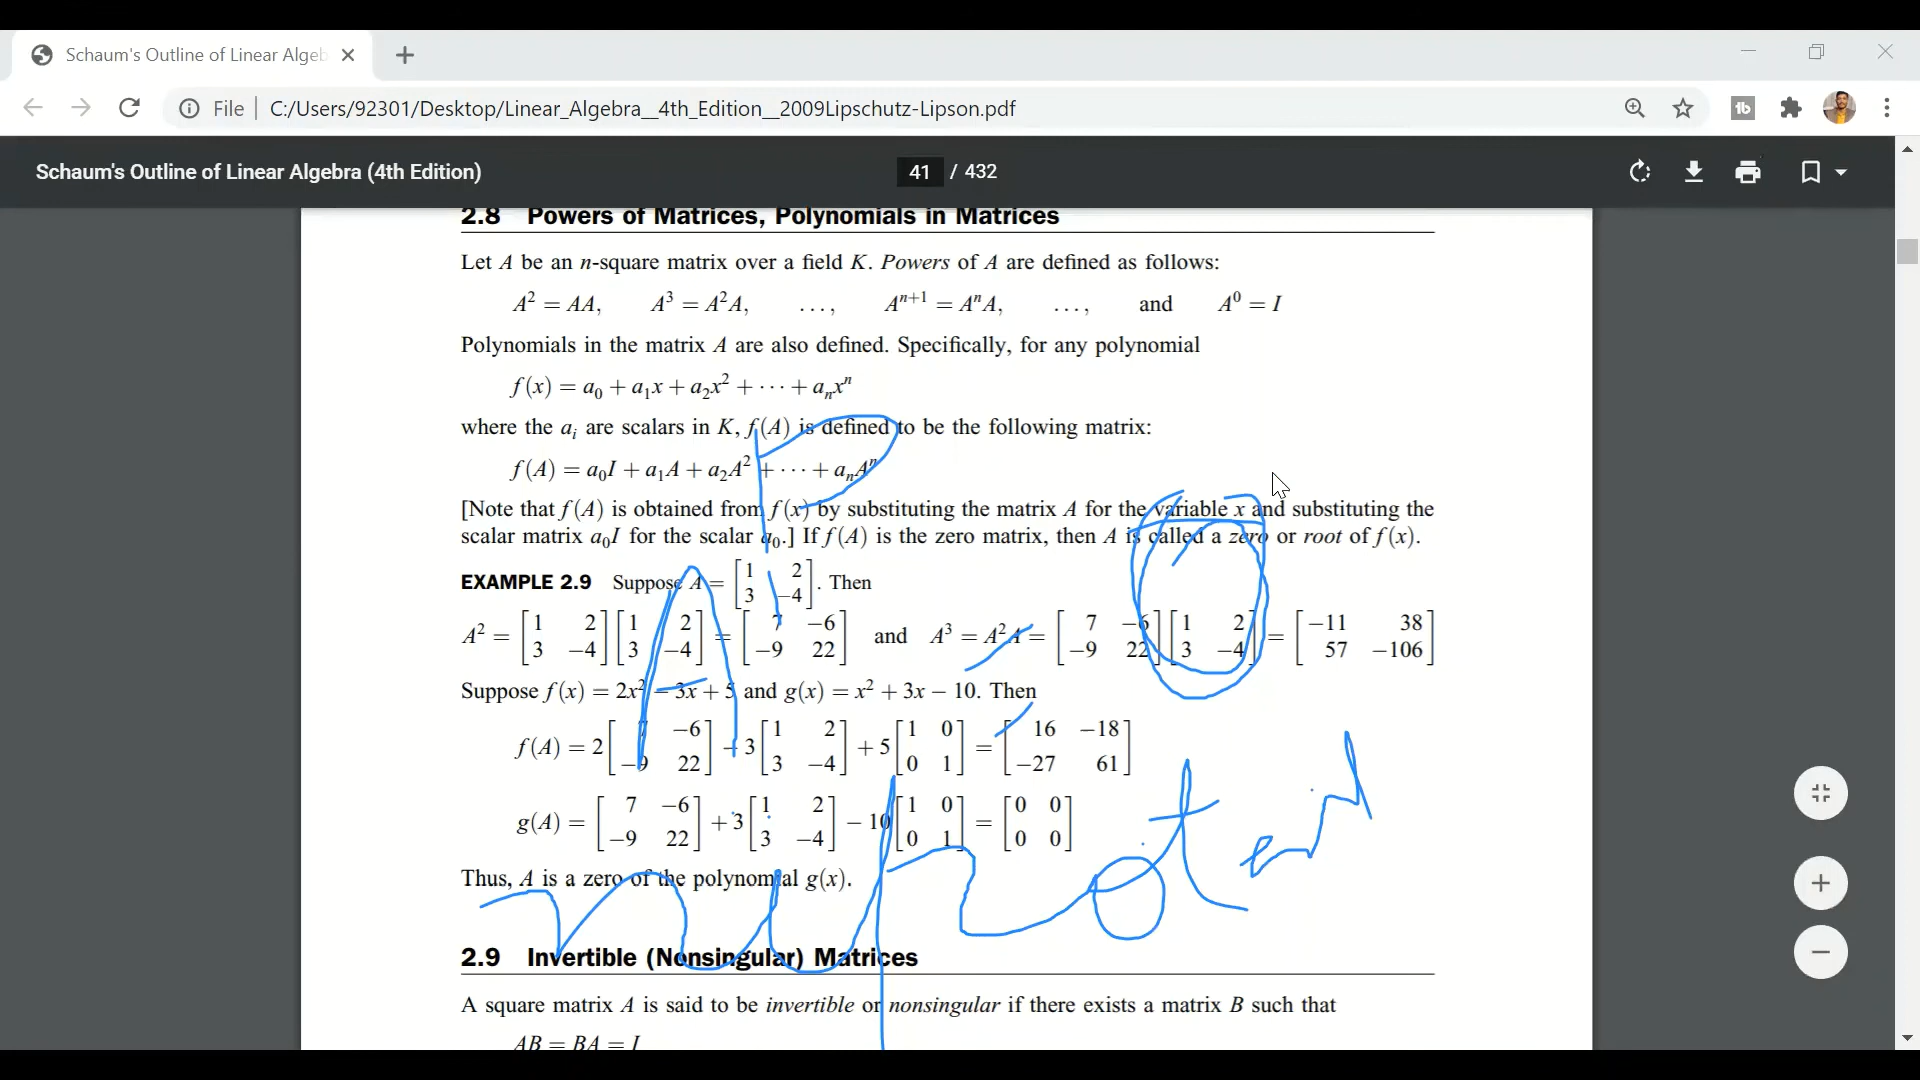 Schaum's Outline of Linear Algeb
File C:/Users/92301/Desktop/Linear_Algebra__4th_Edition__2009Lipschutz-Lipson.pdf
Schaum's Outline of Linear Algebra (4th Edition) 41 / 432
2.8 Powers of Matrices, Polynomials in Matrices
Let A be an n-square matrix over a field K. Powers of A are defined as follows:
A² = AA, A³ = A²A, ..., Aⁿ⁺¹ = AⁿA, ..., and A⁰ = I
Polynomials in the matrix A are also defined. Specifically, for any polynomial
f(x) = a₀ + a₁x + a₂x² + ··· + aₙxⁿ
where the aᵢ are scalars in K, f(A) is defined to be the following matrix:
f(A) = a₀I + a₁A + a₂A² + ··· + aₙAⁿ
[Note that f(A) is obtained from f(x) by substituting the matrix A for the variable x and substituting the
scalar matrix a₀I for the scalar a₀.] If f(A) is the zero matrix, then A is called a zero or root of f(x).
EXAMPLE 2.9 Suppose A = [1 2; 3 −4]. Then
A² = [1 2; 3 −4][1 2; 3 −4] = [7 −6; −9 22] and A³ = A²A = [7 −6; −9 22][1 2; 3 −4] = [−11 38; 57 −106]
Suppose f(x) = 2x² − 3x + 5 and g(x) = x² + 3x − 10. Then
f(A) = 2[7 −6; −9 22] − 3[1 2; 3 −4] + 5[1 0; 0 1] = [16 −18; −27 61]
g(A) = [7 −6; −9 22] + 3[1 2; 3 −4] − 10[1 0; 0 1] = [0 0; 0 0]
Thus, A is a zero of the polynomial g(x).
2.9 Invertible (Nonsingular) Matrices
A square matrix A is said to be invertible or nonsingular if there exists a matrix B such that
AB = BA = I